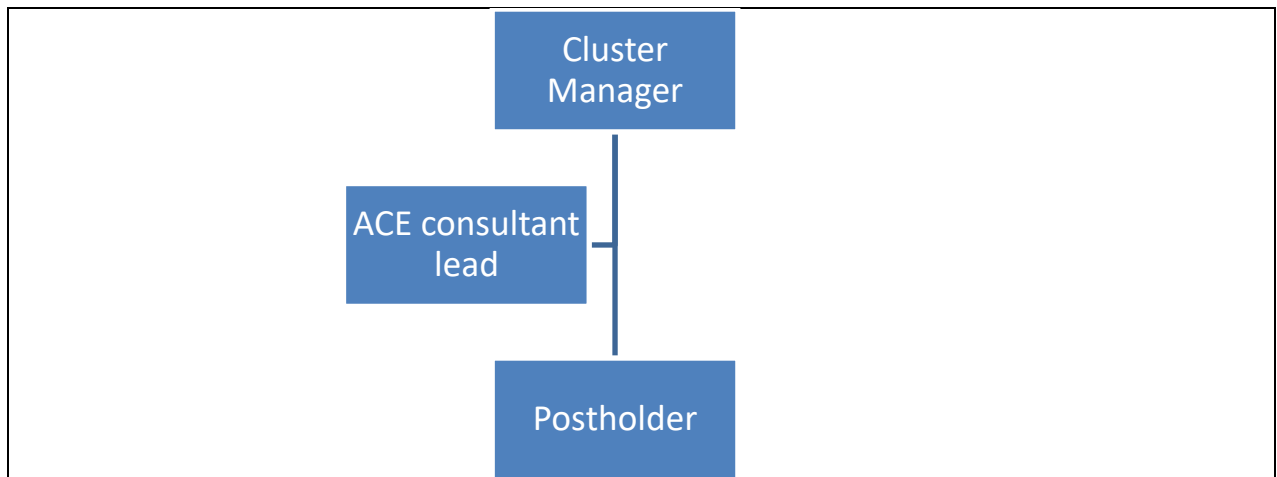 Cluster
Manager
ACE consultant
lead
Postholder